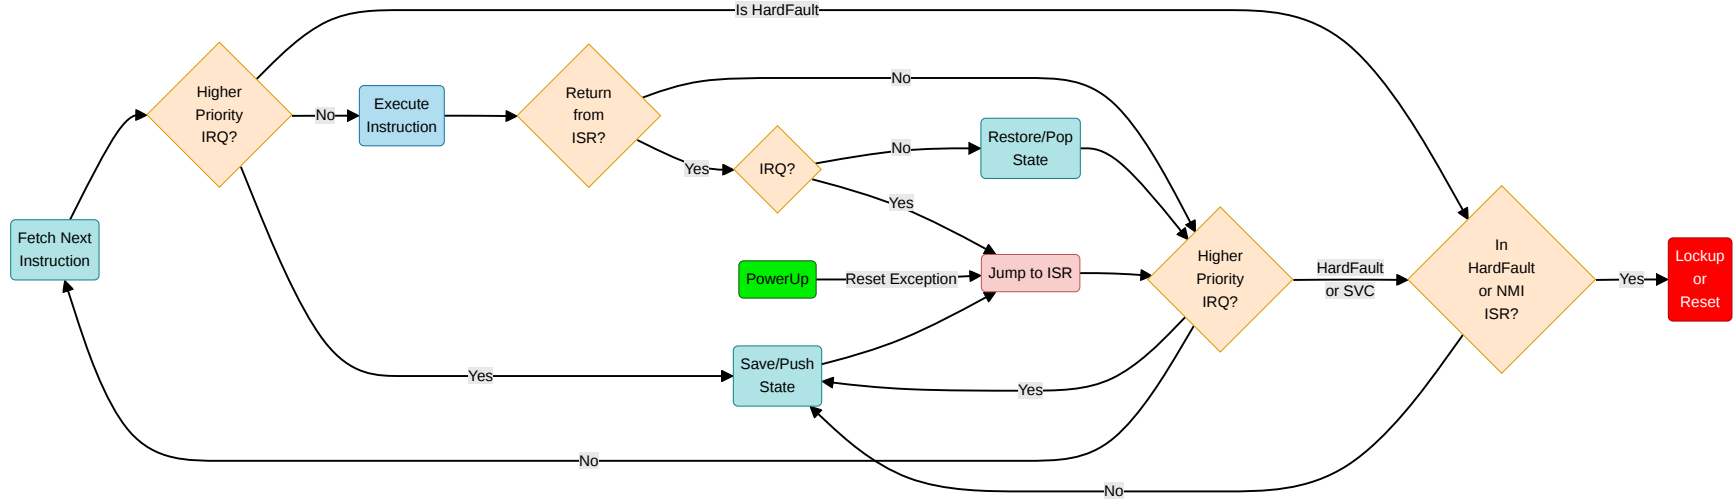 Is HardFault
Higher
Priority
IRQ?
No
Execute
Instruction
Return
from
ISR?
No
Yes
IRQ?
No
Restore/Pop
State
Yes
Fetch Next
Instruction
PowerUp
Reset Exception
Jump to ISR
Higher
Priority
IRQ?
HardFault
or SVC
In
HardFault
or NMI
ISR?
Yes
Lockup
or
Reset
Yes
Save/Push
State
Yes
No
No